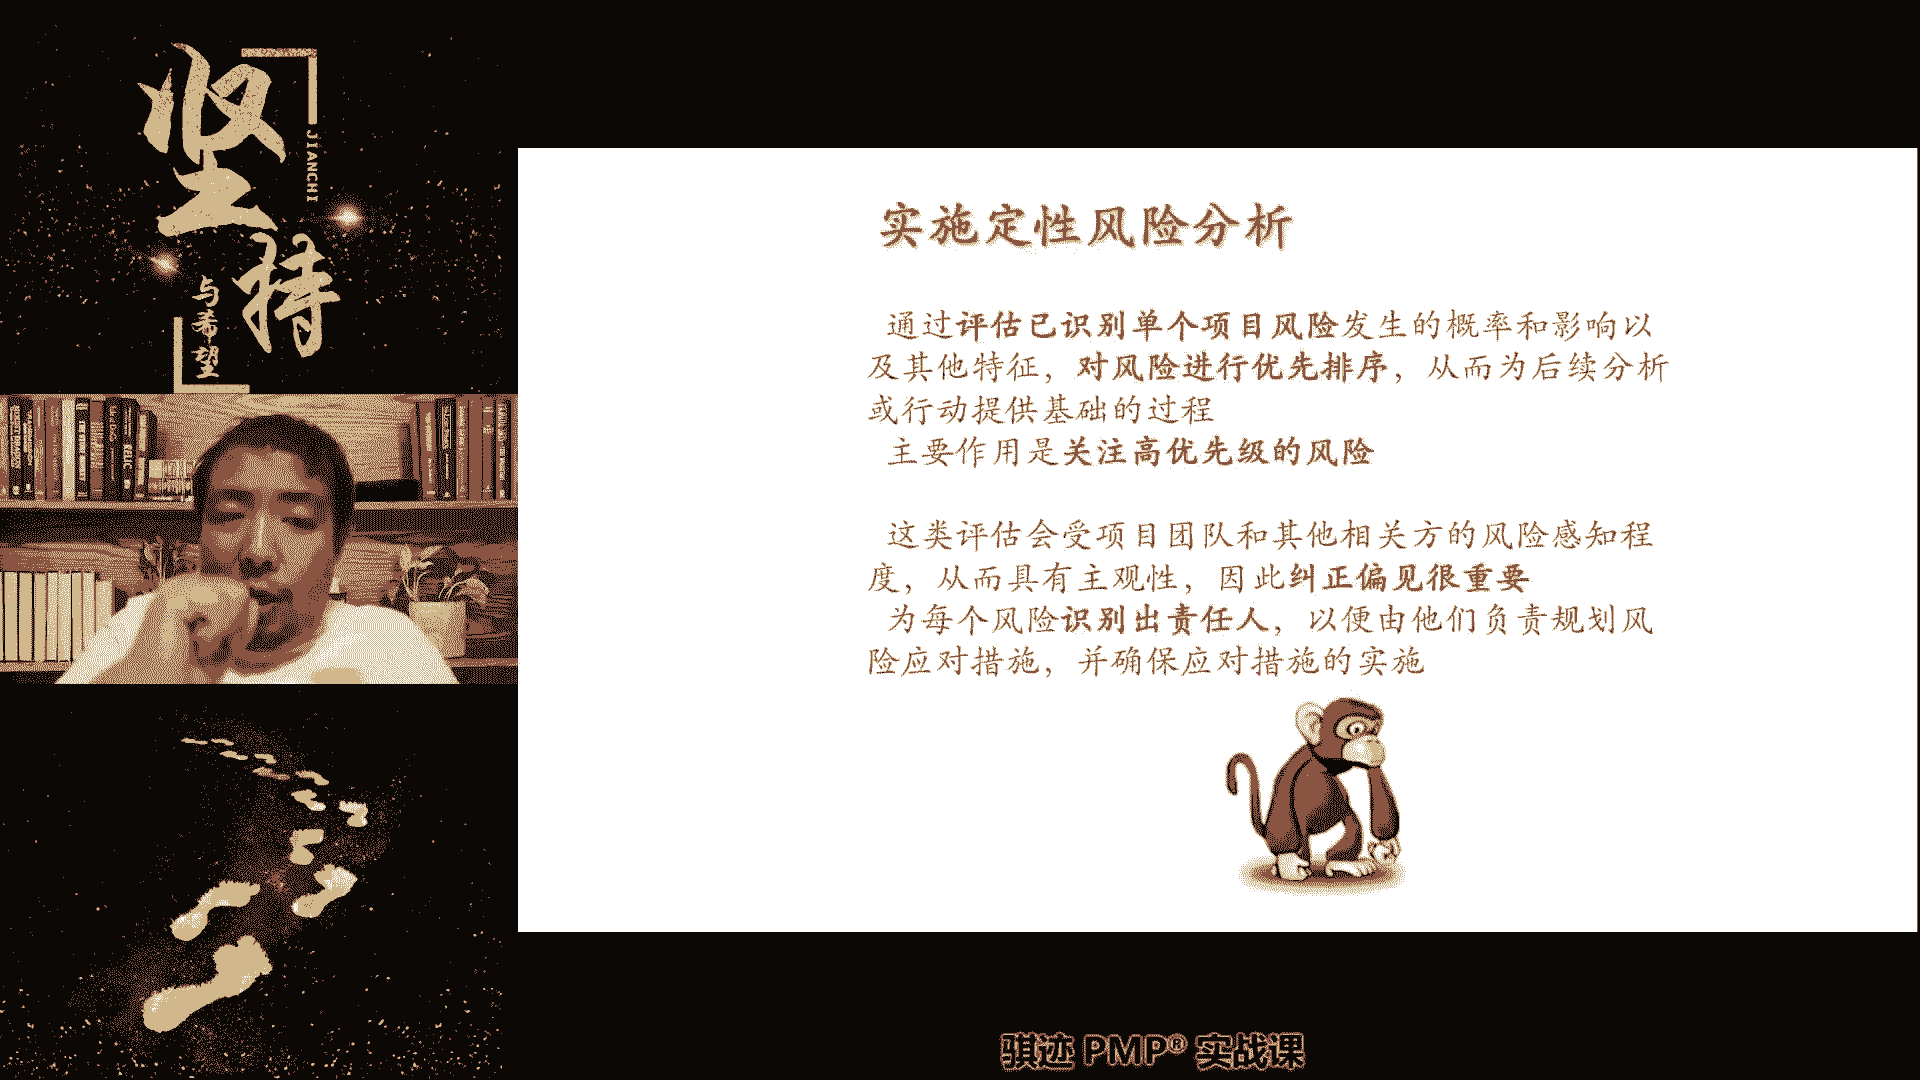 坚持
JIANCHI
与希望
实施定性风险分析
通过评估已识别单个项目风险发生的概率和影响以
及其他特征，对风险进行优先排序，从而为后续分析
或行动提供基础的过程
主要作用是关注高优先级的风险
这类评估会受项目团队和其他相关方的风险感知程
度，从而具有主观性，因此纠正偏见很重要
为每个风险识别出责任人，以便由他们负责规划风
险应对措施，并确保应对措施的实施
骐迹 PMP® 实战课